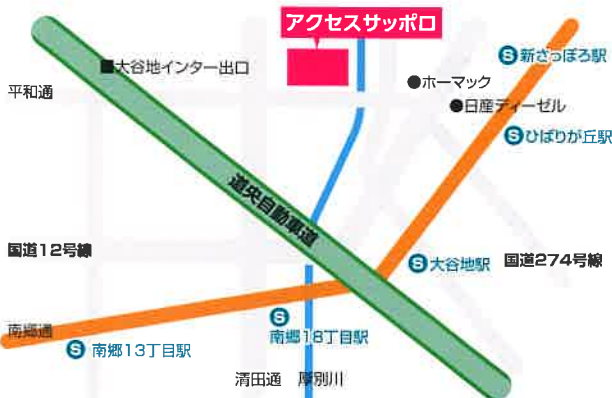 アクセスサッポロ
S新さっぽろ駅
■大谷地インター出口
●ホーマック
平和通
●日産ディーゼル
Sひばりが丘駅
道央自動車道
国道12号線
S大谷地駅
国道274号線
南郷通
S
南郷18丁目駅
S 南郷13丁目駅
清田通 厚別川